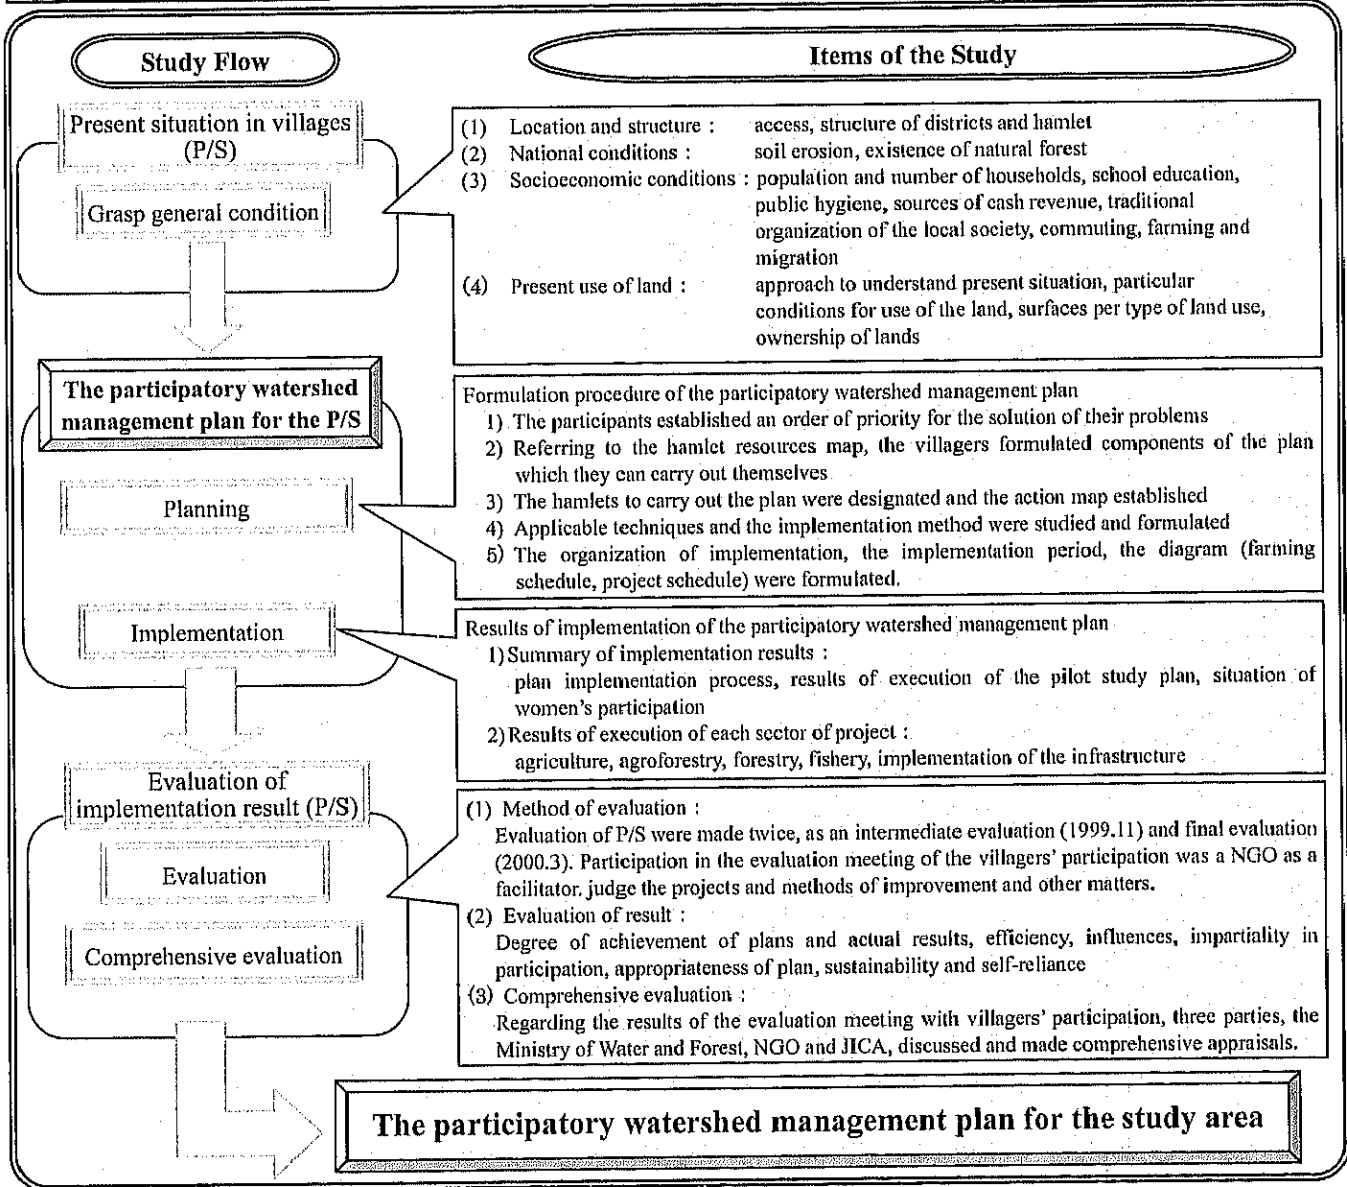 Study Flow
Items of the Study
Present situation in villages
(P/S)
Grasp general condition
(1) Location and structure : access, structure of districts and hamlet
(2) National conditions : soil erosion, existence of natural forest
(3) Socioeconomic conditions : population and number of households, school education,
public hygiene, sources of cash revenue, traditional
organization of the local society, commuting, farming and
migration
(4) Present use of land : approach to understand present situation, particular
conditions for use of the land, surfaces per type of land use,
ownership of lands
The participatory watershed
management plan for the P/S
Planning
Formulation procedure of the participatory watershed management plan
1) The participants established an order of priority for the solution of their problems
2) Referring to the hamlet resources map, the villagers formulated components of the plan
which they can carry out themselves
3) The hamlets to carry out the plan were designated and the action map established
4) Applicable techniques and the implementation method were studied and formulated
5) The organization of implementation, the implementation period, the diagram (farming
schedule, project schedule) were formulated.
Implementation
Results of implementation of the participatory watershed management plan
1) Summary of implementation results :
plan implementation process, results of execution of the pilot study plan, situation of
women's participation
2) Results of execution of each sector of project :
agriculture, agroforestry, forestry, fishery, implementation of the infrastructure
Evaluation of
implementation result (P/S)
Evaluation
Comprehensive evaluation
(1) Method of evaluation :
Evaluation of P/S were made twice, as an intermediate evaluation (1999.11) and final evaluation
(2000.3). Participation in the evaluation meeting of the villagers' participation was a NGO as a
facilitator, judge the projects and methods of improvement and other matters.
(2) Evaluation of result :
Degree of achievement of plans and actual results, efficiency, influences, impartiality in
participation, appropriateness of plan, sustainability and self-reliance
(3) Comprehensive evaluation :
Regarding the results of the evaluation meeting with villagers' participation, three parties, the
Ministry of Water and Forest, NGO and JICA, discussed and made comprehensive appraisals.
The participatory watershed management plan for the study area